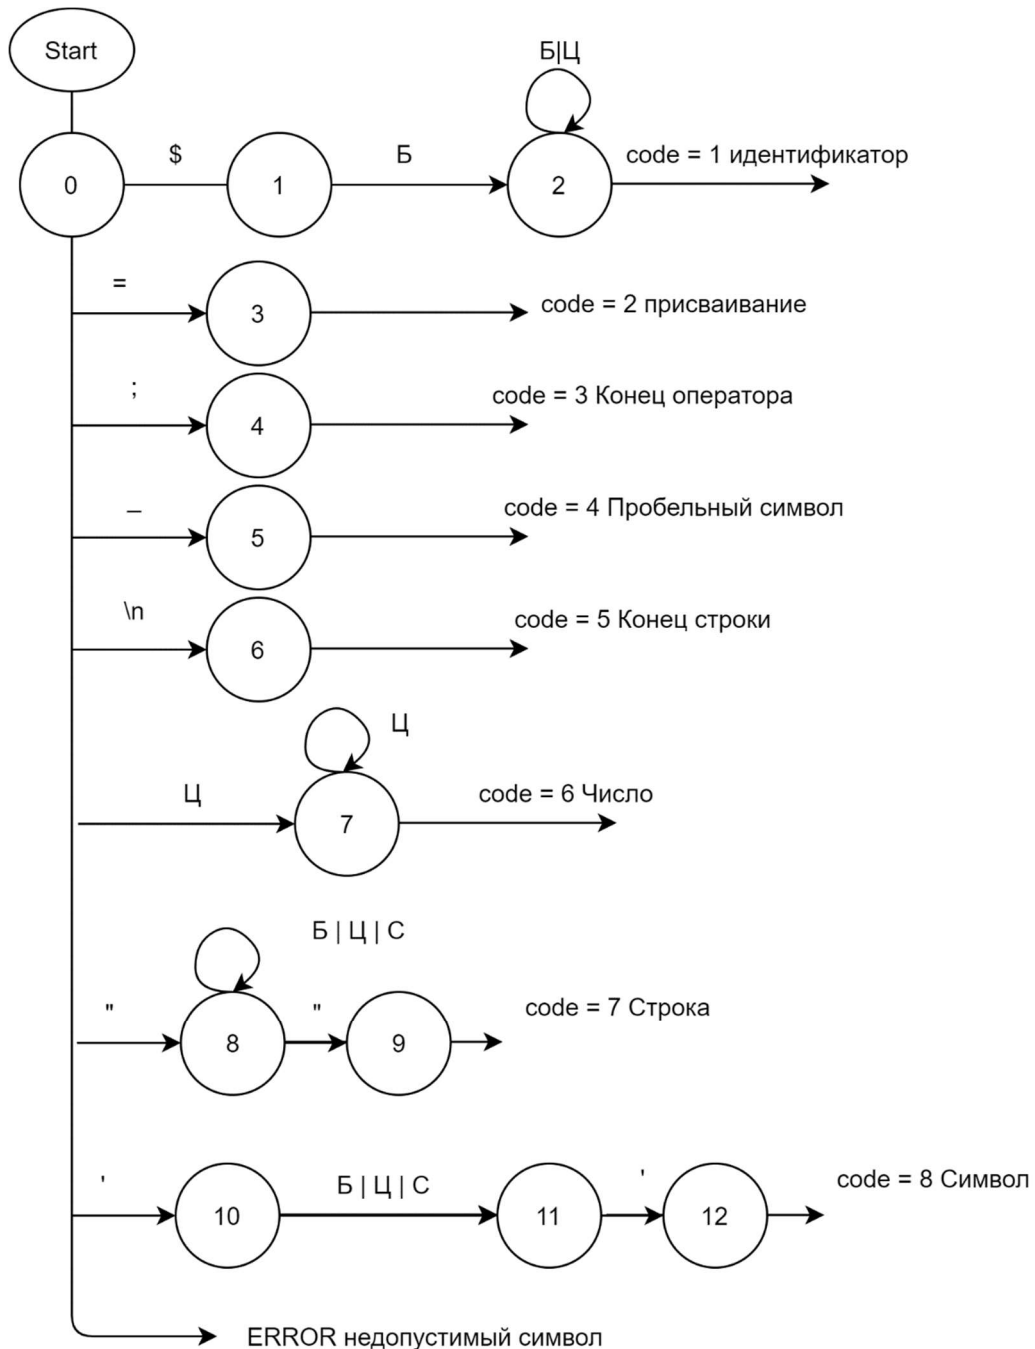 Start
Б|Ц
0
$
1
Б
2
code = 1 идентификатор
=
3
code = 2 присваивание
;
4
code = 3 Конец оператора
_
5
code = 4 Пробельный символ
\n
6
code = 5 Конец строки
Ц
Ц
7
code = 6 Число
Б | Ц | С
"
8
"
9
code = 7 Строка
'
10
Б | Ц | С
11
'
12
code = 8 Символ
ERROR недопустимый символ